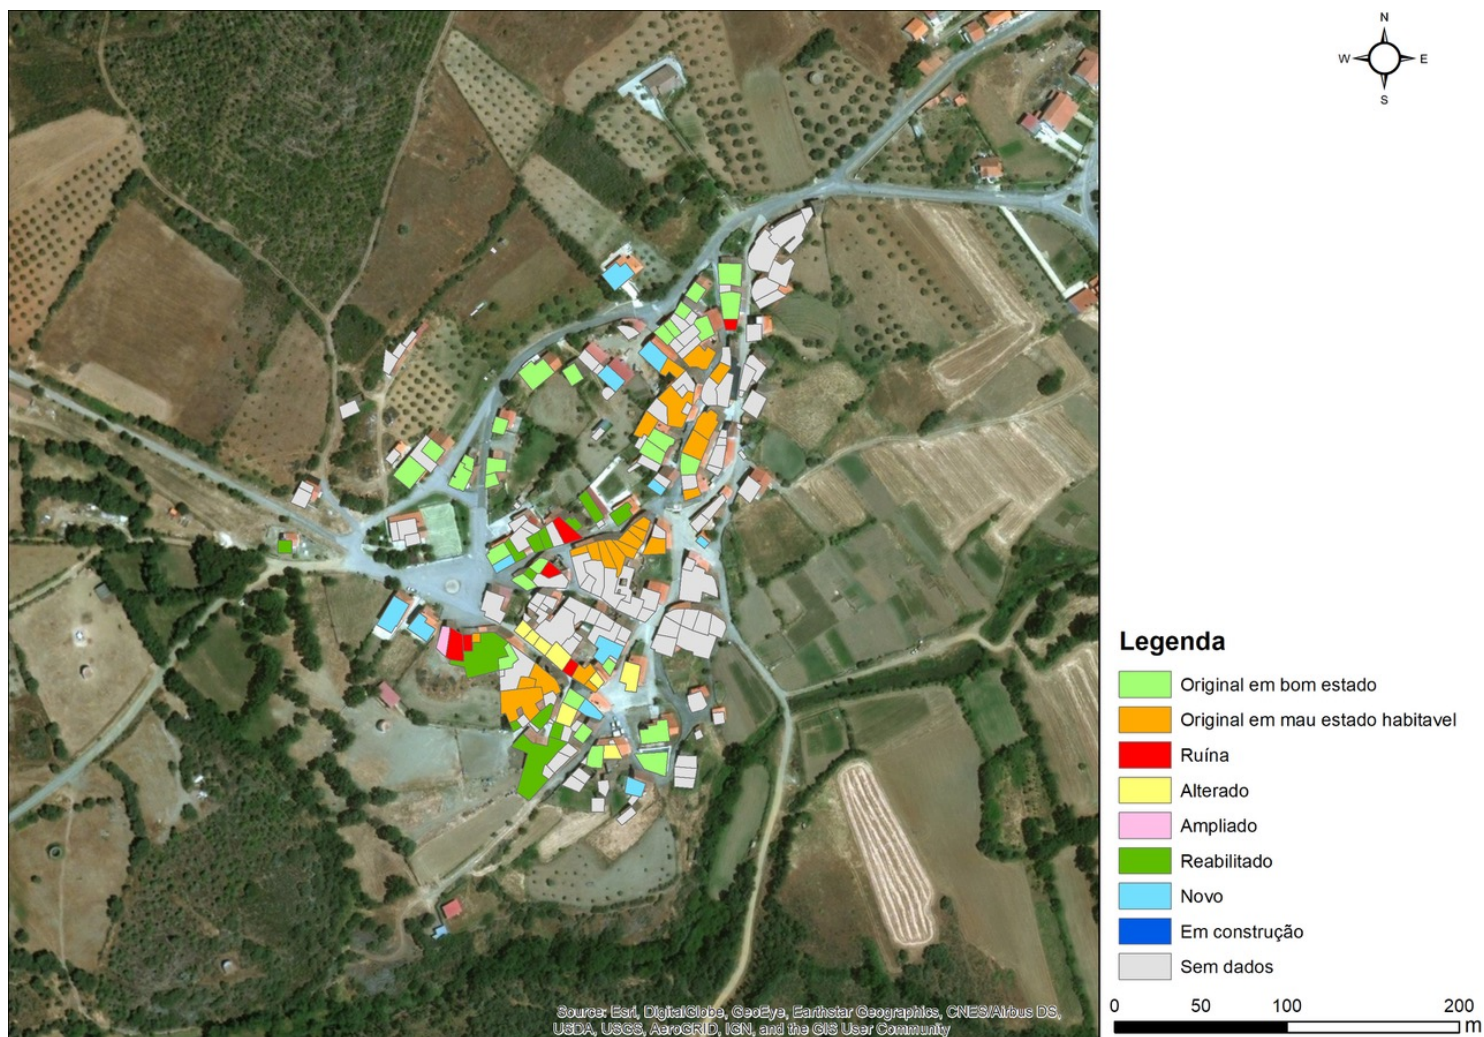 N
W E
S
Legenda
Original em bom estado
Original em mau estado habitavel
Ruína
Alterado
Ampliado
Reabilitado
Novo
Em construção
Sem dados
0 50 100 200
m
Source: Esri, DigitalGlobe, GeoEye, Earthstar Geographics, CNES/Airbus DS,
USDA, USGS, AeroGRID, IGN, and the GIS User Community